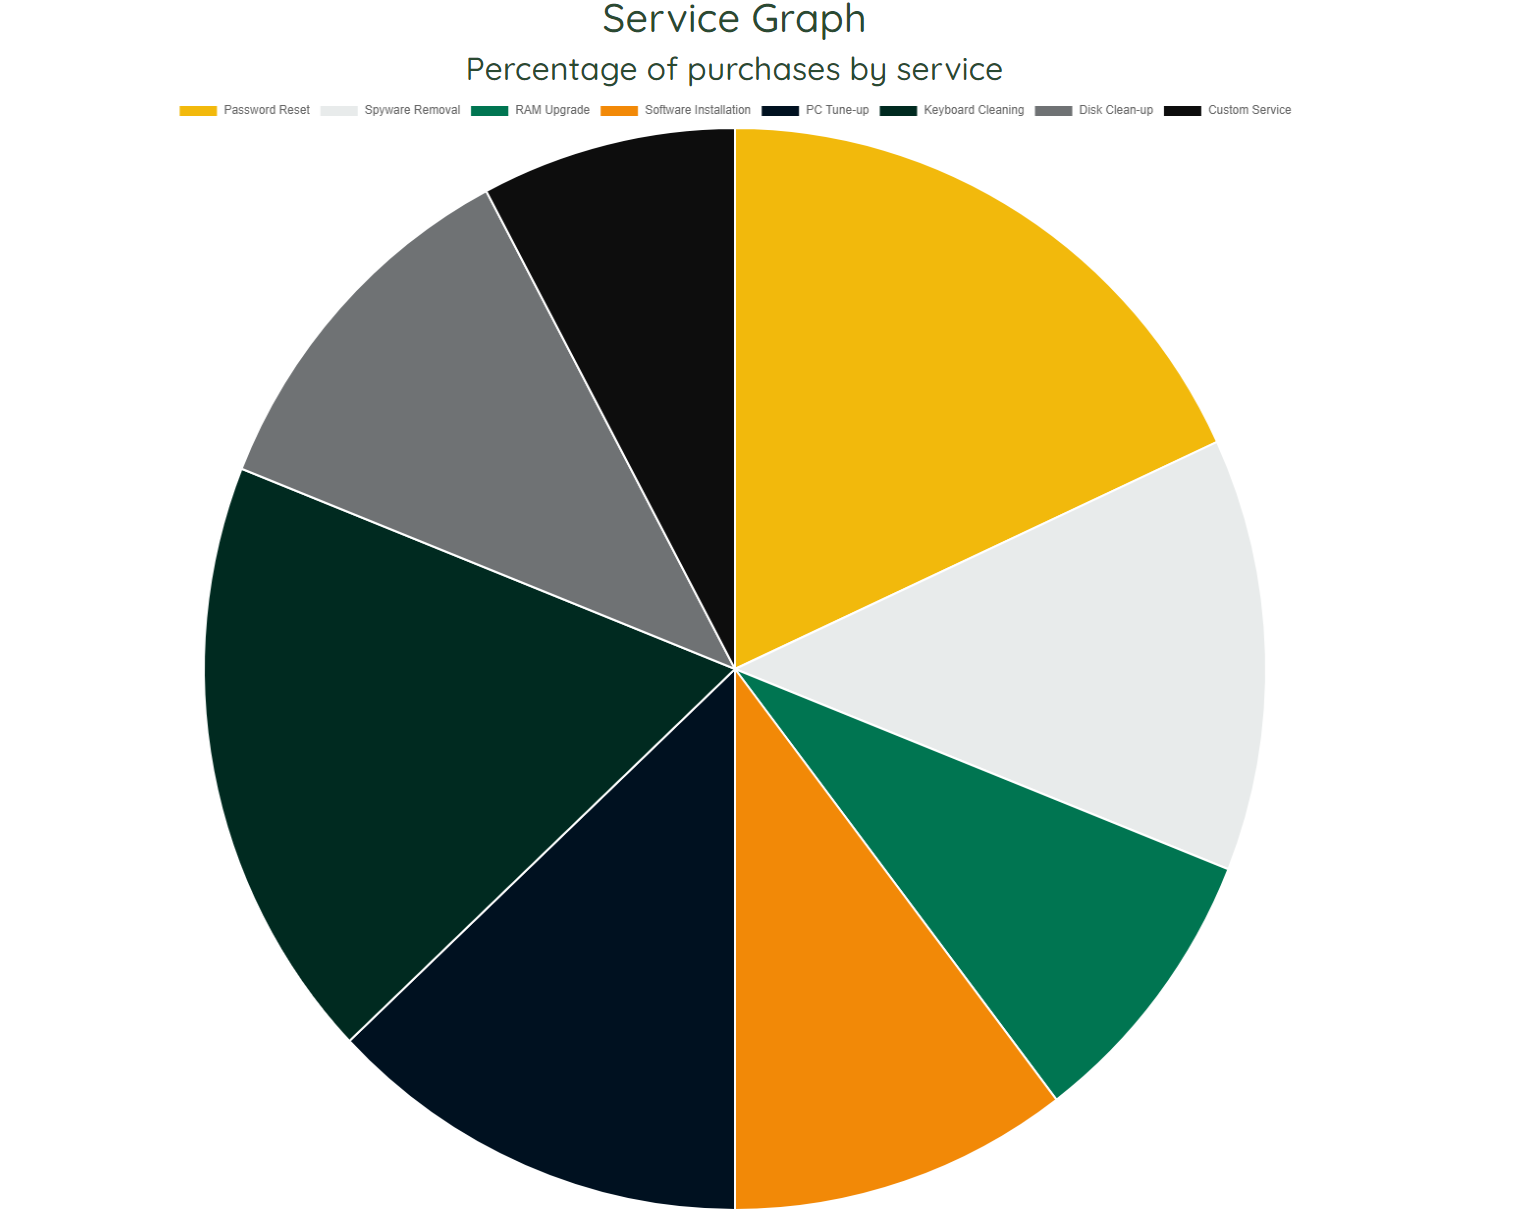 Service Graph
Percentage of purchases by service
Password Reset Spyware Removal RAM Upgrade Software Installation PC Tune-up Keyboard Cleaning Disk Clean-up Custom Service